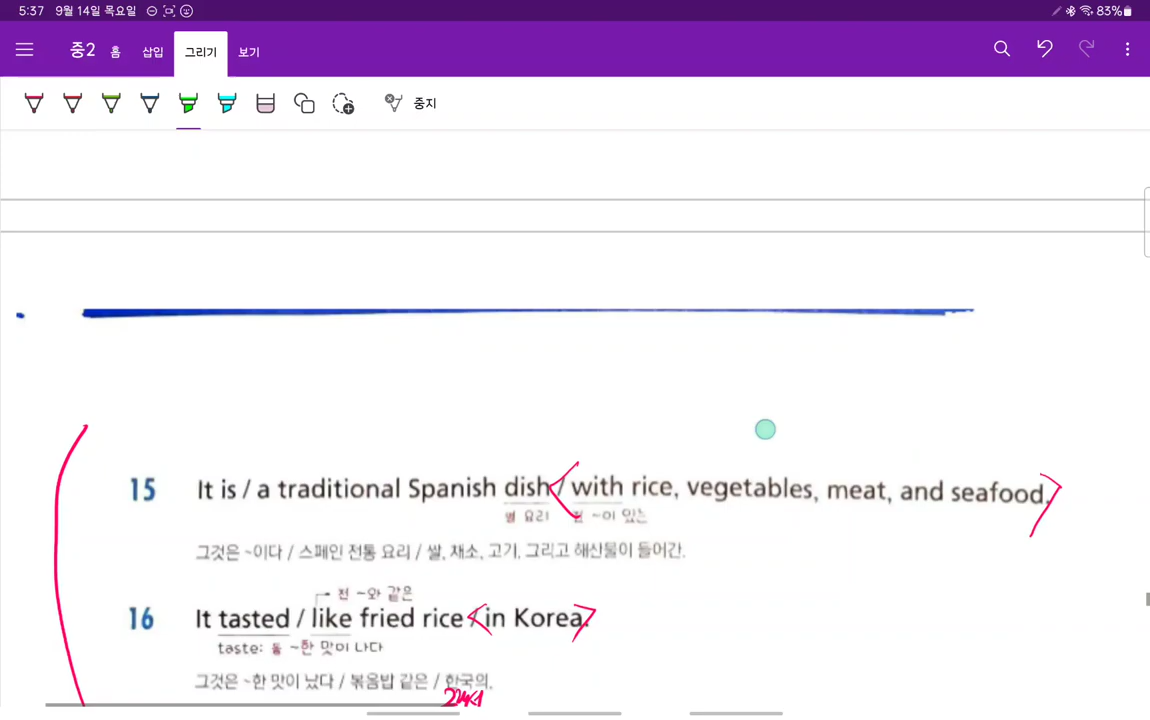 5:37 9월 14일 목요일 83%
중2 홈 삽입 그리기 보기
중지
15 It is / a traditional Spanish dish / with rice, vegetables, meat, and seafood.
명 요리 전 ~이 있는
그것은 ~이다 / 스페인 전통 요리 / 쌀, 채소, 고기, 그리고 해산물이 들어간.
전 ~와 같은
16 It tasted / like fried rice / in Korea.
taste: 동 ~한 맛이 나다
그것은 ~한 맛이 났다 / 볶음밥 같은 / 한국의.